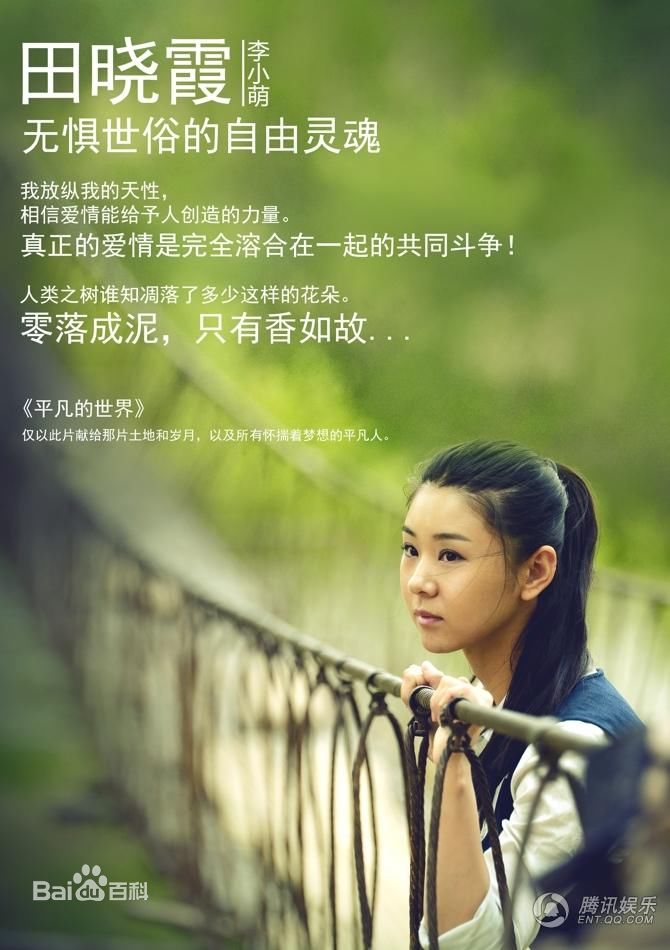 田晓霞
李小萌
无惧世俗的自由灵魂
我放纵我的天性，
相信爱情能给予人创造的力量。
真正的爱情是完全溶合在一起的共同斗争！
人类之树谁知凋落了多少这样的花朵。
零落成泥，只有香如故...
《平凡的世界》
仅以此片献给那片土地和岁月，以及所有怀揣着梦想的平凡人。
Bai du 百科
腾讯娱乐
ENT.QQ.COM